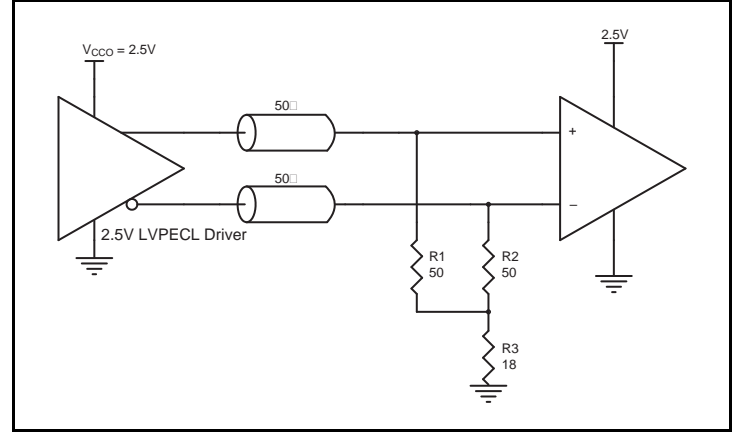 2.5V
V_CCO = 2.5V
50□
+
50□
–
2.5V LVPECL Driver
R1
50
R2
50
R3
18